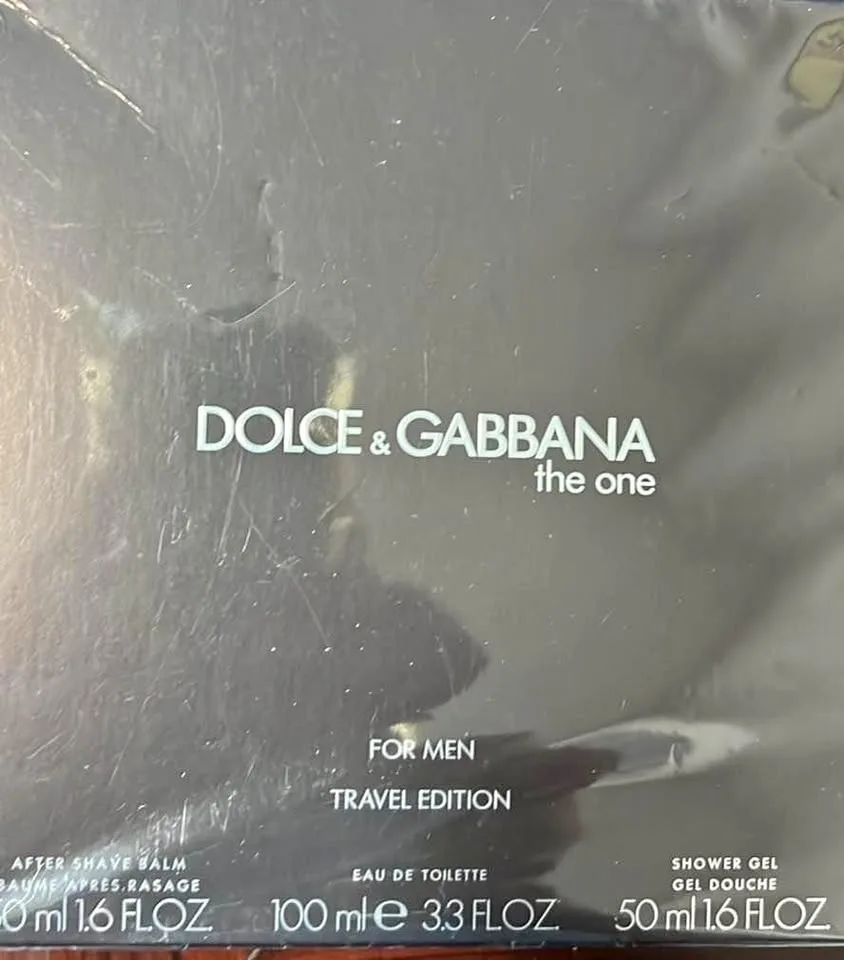 DOLCE & GABBANA
the one
FOR MEN
TRAVEL EDITION
AFTER SHAVE BALM
BAUME APRÈS.RASAGE
0 ml 1.6 FL.OZ.
EAU DE TOILETTE
100 ml e 3.3 FL.OZ.
SHOWER GEL
GEL DOUCHE
50 ml 1.6 FL.OZ.